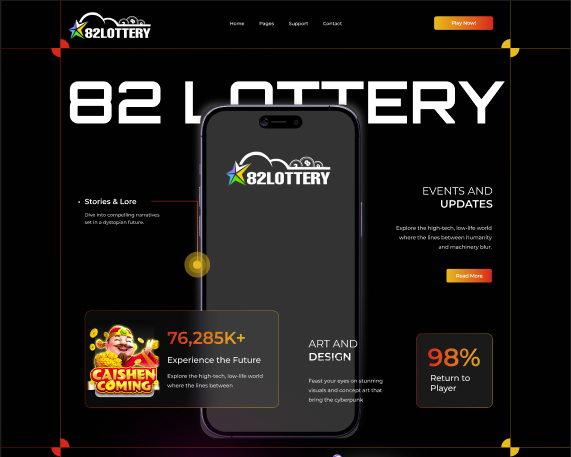 82LOTTERY
Home Pages Support Contact
Play Now!
82 LOTTERY
82LOTTERY
EVENTS AND
UPDATES
Explore the high-tech, low-life world
where the lines between humanity
and machinery blur.
Read More
Stories & Lore
Dive into compelling narratives
set in a dystopian future.
CAISHEN
COMING
76,285K+
Experience the Future
Explore the high-tech, low-life world
where the lines between
ART AND
DESIGN
Feast your eyes on stunning
visuals and concept art that
bring the cyberpunk
98%
Return to
Player